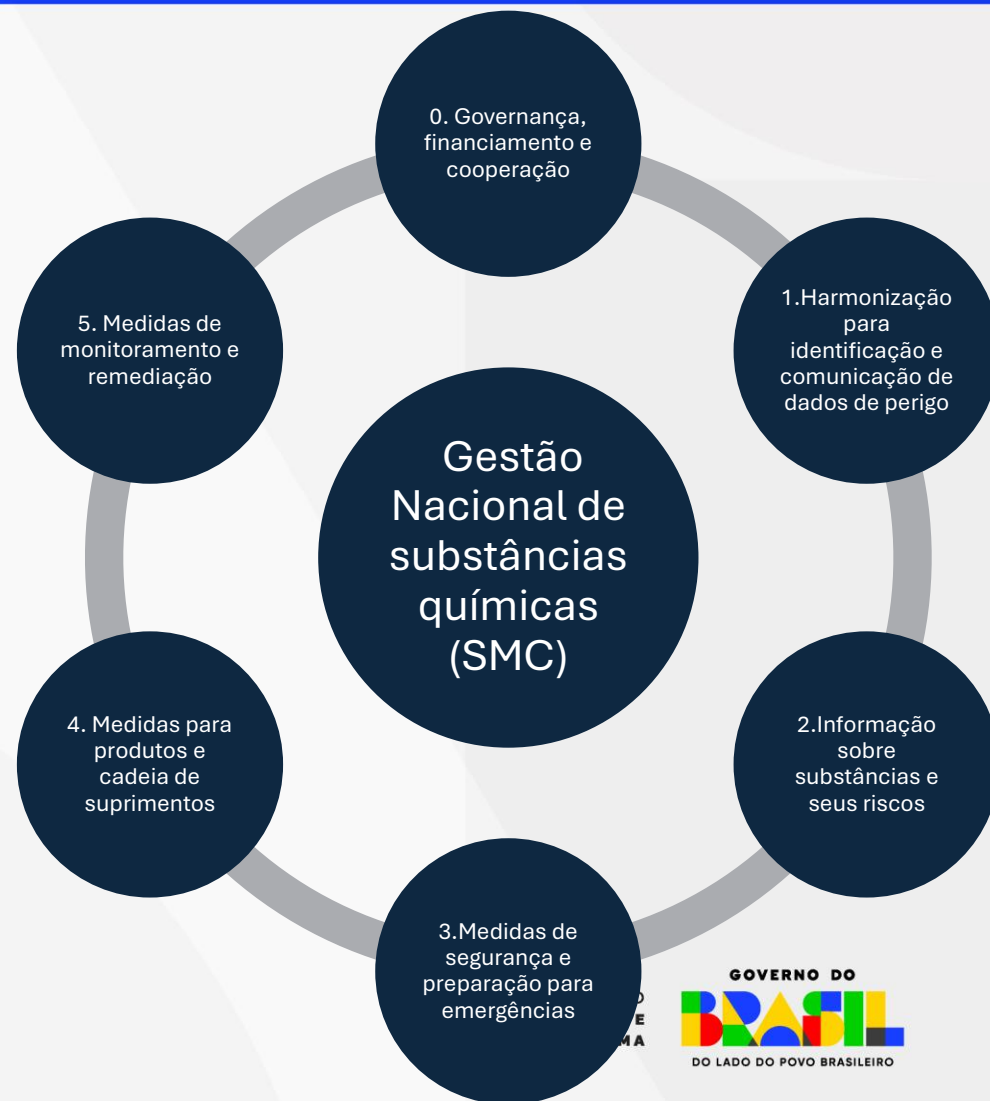 0. Governança,
financiamento e
cooperação
1.Harmonização
para
identificação e
comunicação de
dados de perigo
2.Informação
sobre
substâncias e
seus riscos
3.Medidas de
segurança e
preparação para
emergências
4. Medidas para
produtos e
cadeia de
suprimentos
5. Medidas de
monitoramento e
remediação
Gestão
Nacional de
substâncias
químicas
(SMC)
GOVERNO DO
BRASIL
DO LADO DO POVO BRASILEIRO